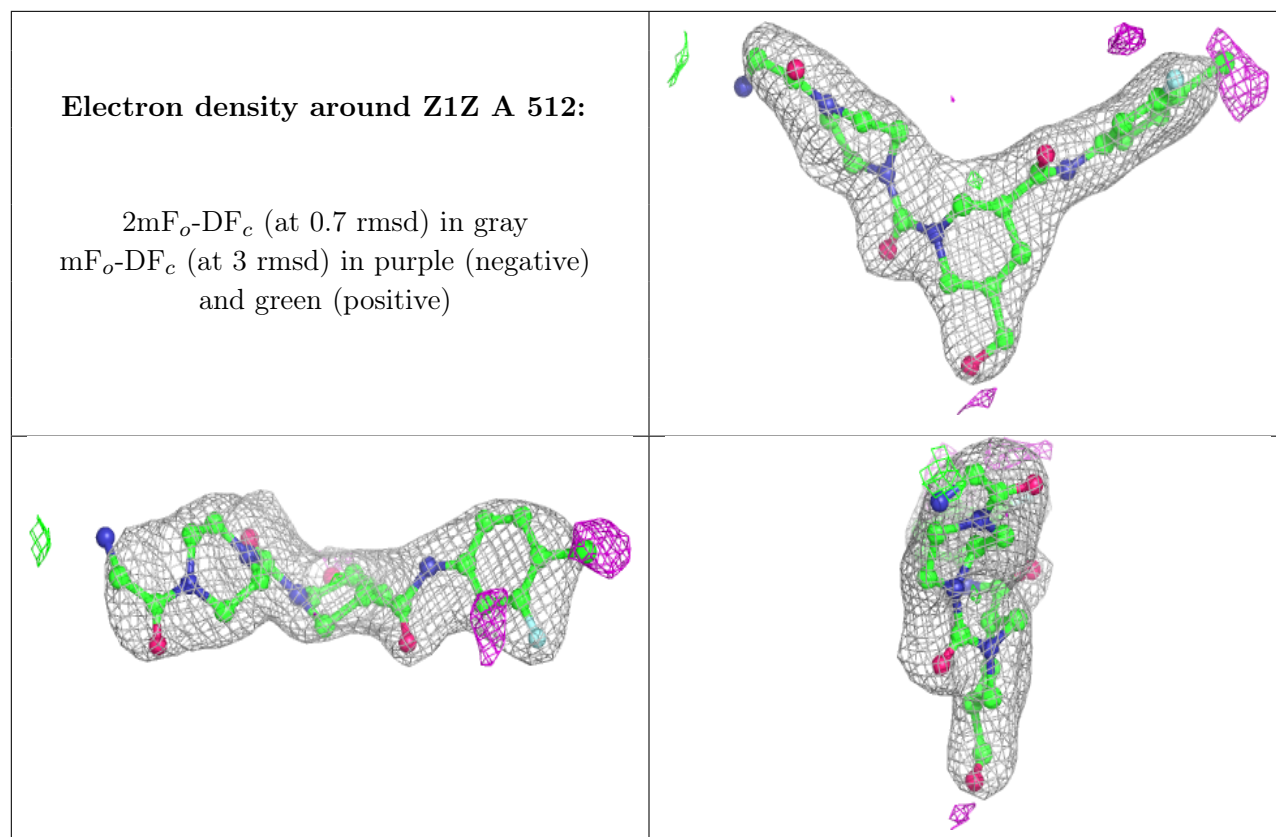 Electron density around Z1Z A 512:
2mFₒ-DF𝒸 (at 0.7 rmsd) in gray
mFₒ-DF𝒸 (at 3 rmsd) in purple (negative)
and green (positive)